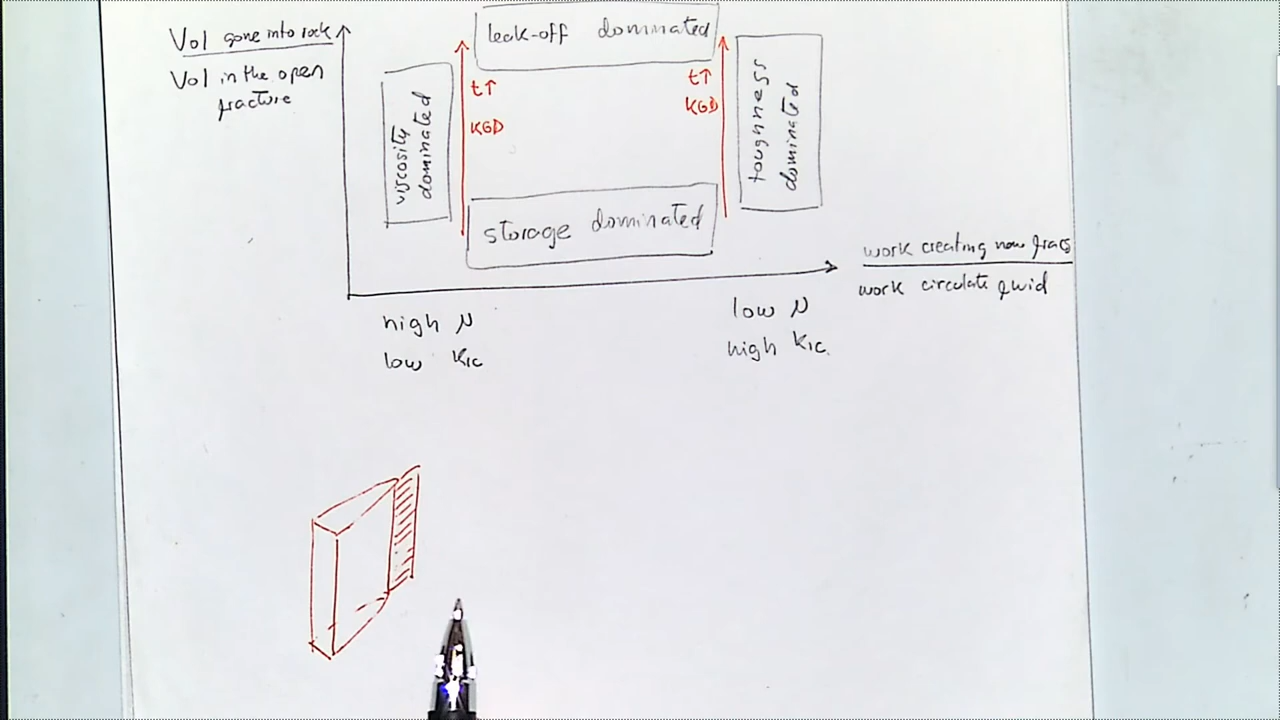 Vol gone into rock
Vol in the open
fracture
leak-off dominated
t↑
KGD
t↑
KGD
viscosity
dominated
toughness
dominated
storage dominated
work creating new fracs
work circulate fluid
high μ
low KIC
low μ
high KIC